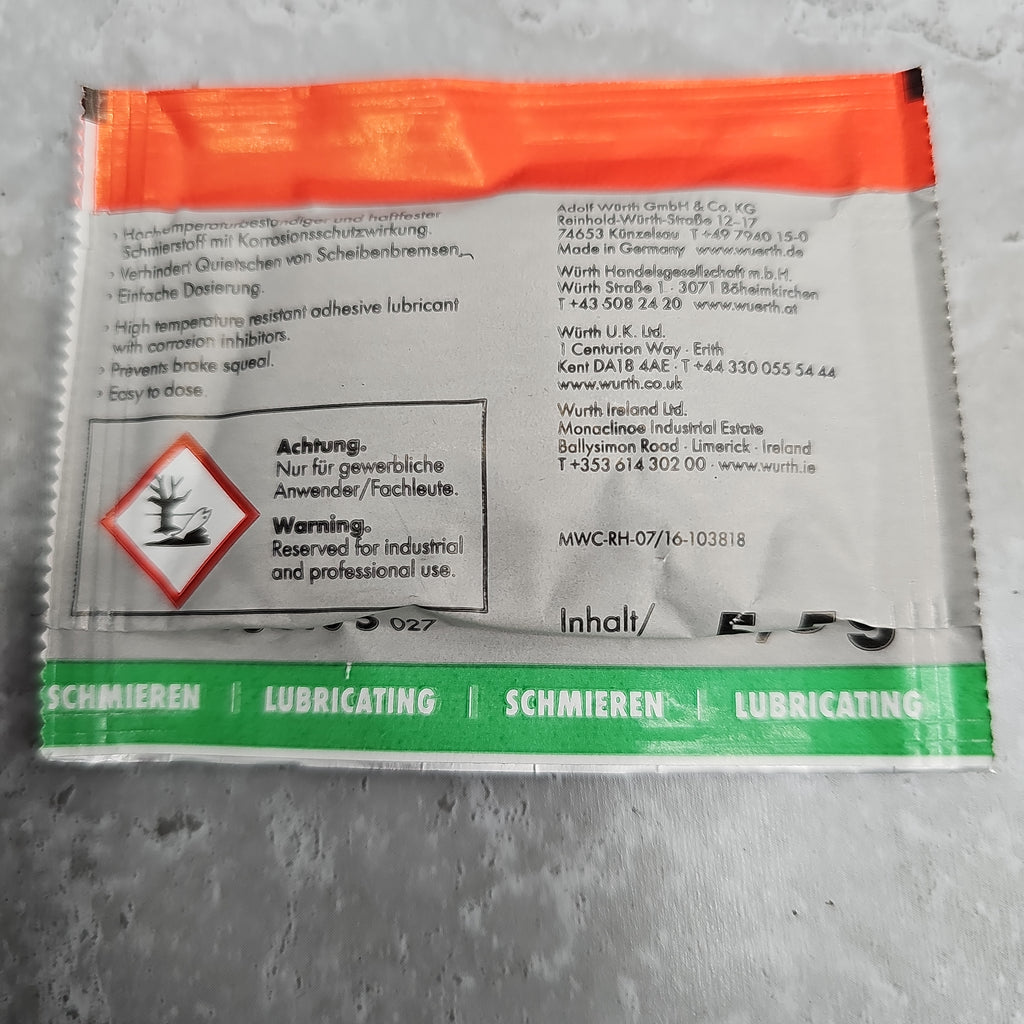 › Hochtemperaturbeständiger und haftfester
Schmierstoff mit Korrosionsschutzwirkung.
› Verhindert Quietschen von Scheibenbremsen.
› Einfache Dosierung.
› High temperature resistant adhesive lubricant
with corrosion inhibitors.
› Prevents brake squeal.
› Easy to dose.
Achtung.
Nur für gewerbliche
Anwender/Fachleute.
Warning.
Reserved for industrial
and professional use.
027
Adolf Würth GmbH & Co. KG
Reinhold-Würth-Straße 12-17
74653 Künzelsau T +49 7940 15-0
Made in Germany www.wuerth.de
Würth Handelsgesellschaft m.b.H.
Würth Straße 1 · 3071 Böheimkirchen
T +43 508 24 20 www.wuerth.at
Würth U.K. Ltd.
1 Centurion Way · Erith
Kent DA18 4AE · T +44 330 055 54 44
www.wurth.co.uk
Wurth Ireland Ltd.
Monaclinoe Industrial Estate
Ballysimon Road · Limerick · Ireland
T +353 614 302 00 · www.wurth.ie
MWC-RH-07/16-103818
Inhalt/
SCHMIEREN | LUBRICATING | SCHMIEREN | LUBRICATING